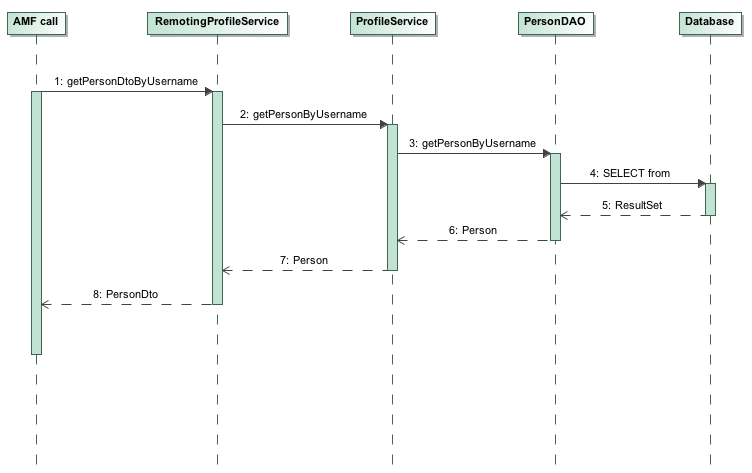 AMF call
RemotingProfileService
ProfileService
PersonDAO
Database
1: getPersonDtoByUsername
2: getPersonByUsername
3: getPersonByUsername
4: SELECT from
5: ResultSet
6: Person
7: Person
8: PersonDto